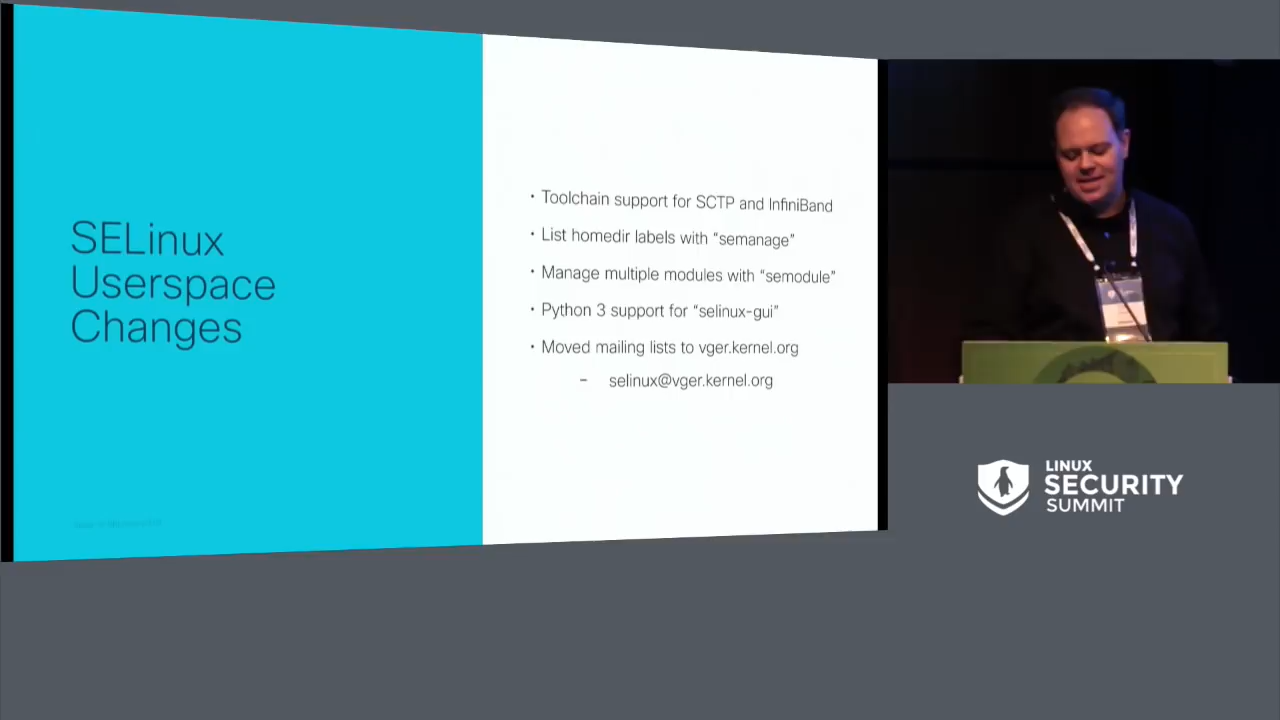 SELinux
Userspace
Changes
• Toolchain support for SCTP and InfiniBand
• List homedir labels with “semanage”
• Manage multiple modules with “semodule”
• Python 3 support for “selinux-gui”
• Moved mailing lists to vger.kernel.org
– selinux@vger.kernel.org
LINUX
SECURITY
SUMMIT